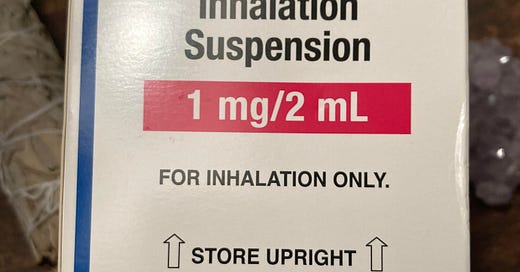 Inhalation
Suspension
1 mg/2 mL
FOR INHALATION ONLY.
⇧ STORE UPRIGHT ⇧